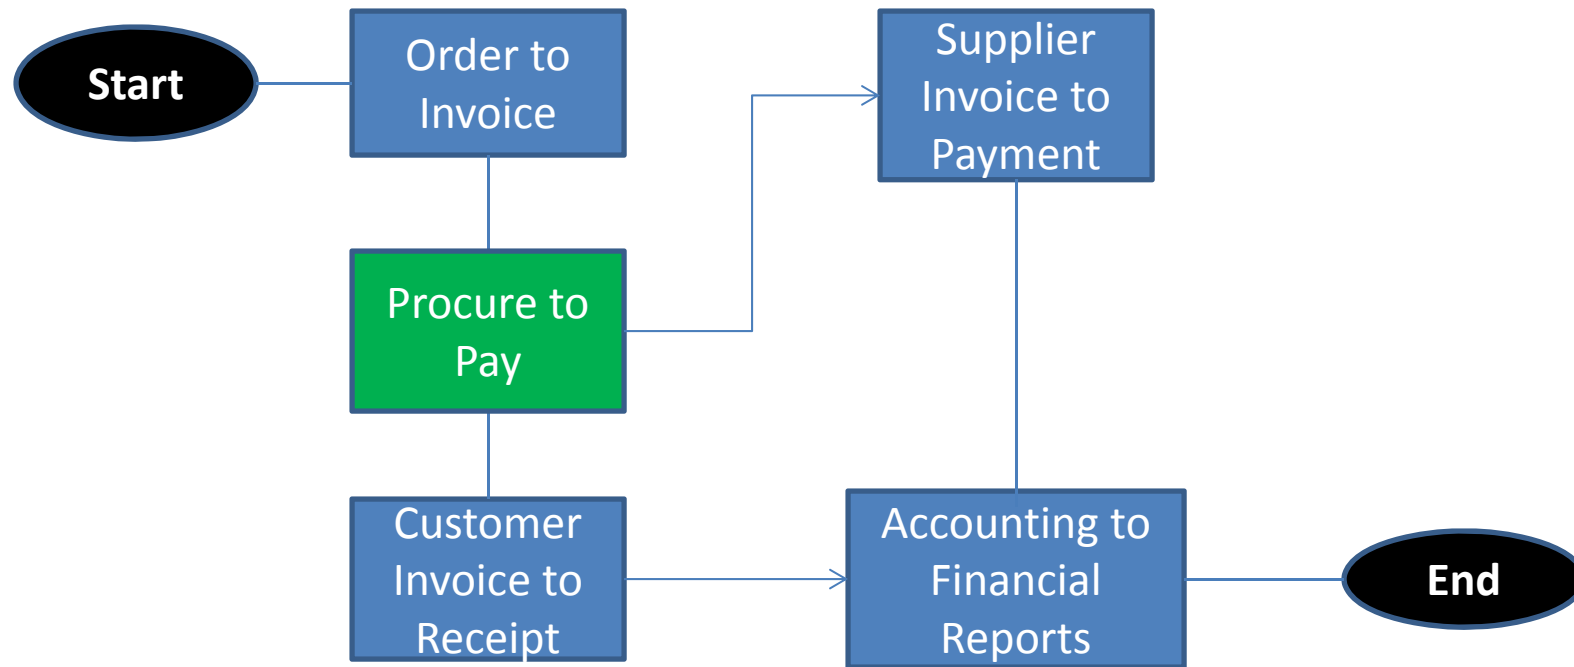 Start
Order to
Invoice
Supplier
Invoice to
Payment
Procure to
Pay
Customer
Invoice to
Receipt
Accounting to
Financial
Reports
End